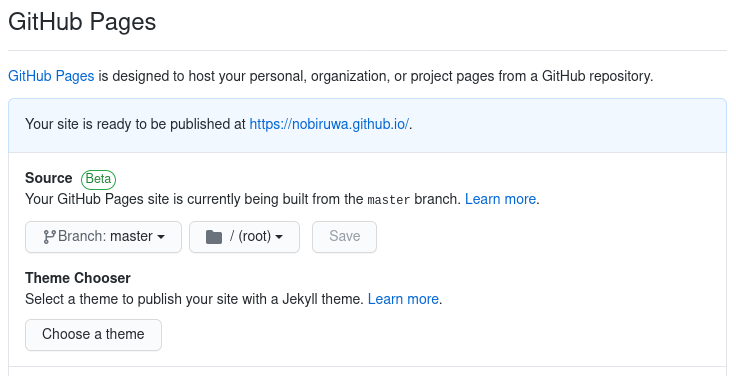 GitHub Pages
GitHub Pages is designed to host your personal, organization, or project pages from a GitHub repository.
Your site is ready to be published at https://nobiruwa.github.io/.
Source Beta
Your GitHub Pages site is currently being built from the master branch. Learn more.
Branch: master / (root) Save
Theme Chooser
Select a theme to publish your site with a Jekyll theme. Learn more.
Choose a theme